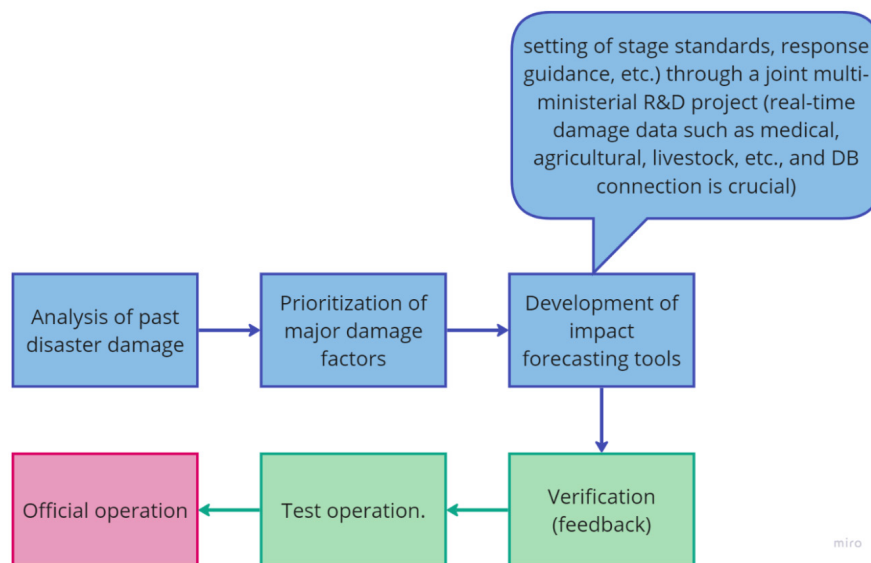 setting of stage standards, response
guidance, etc.) through a joint multi-
ministerial R&D project (real-time
damage data such as medical,
agricultural, livestock, etc., and DB
connection is crucial)
Analysis of past
disaster damage
Prioritization of
major damage
factors
Development of
impact
forecasting tools
Verification
(feedback)
Test operation.
Official operation
miro